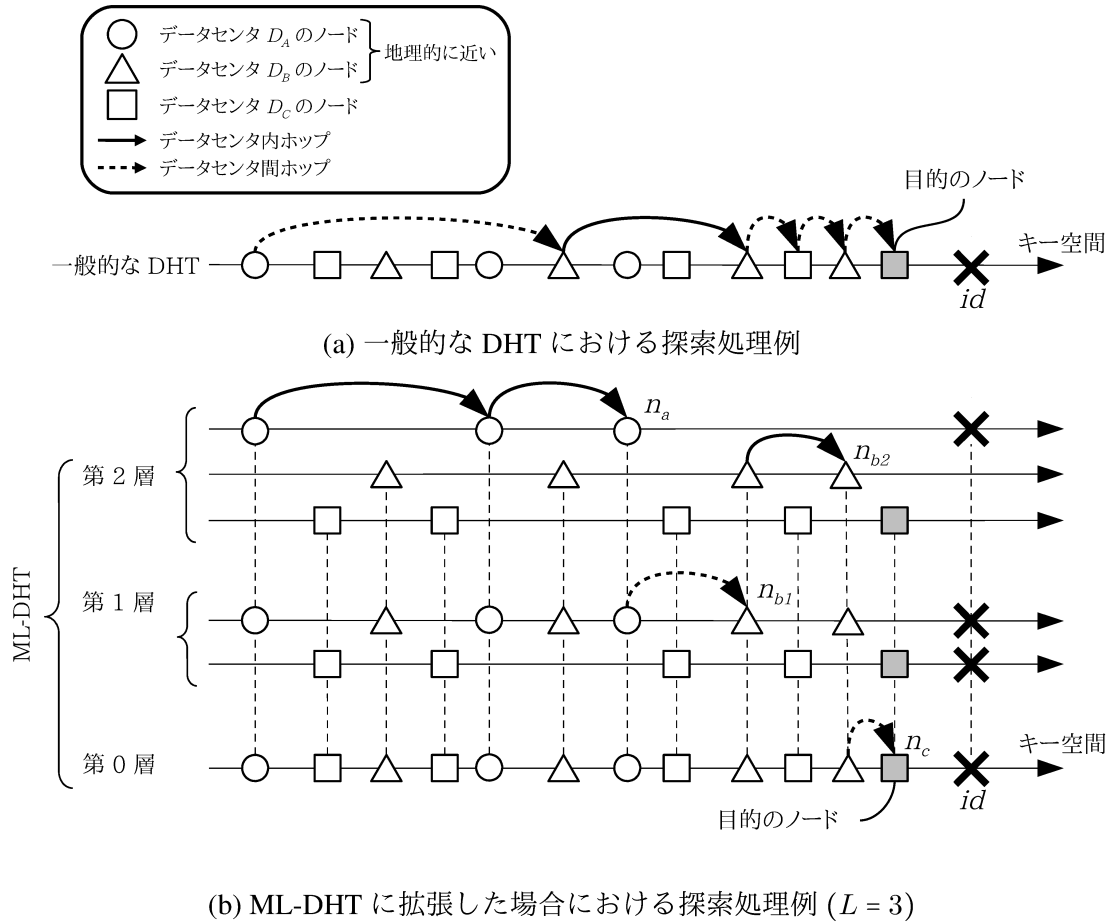 データセンタ D_A のノード
データセンタ D_B のノード
地理的に近い
データセンタ D_C のノード
データセンタ内ホップ
データセンタ間ホップ
目的のノード
一般的な DHT
キー空間
id
(a) 一般的な DHT における探索処理例
n_a
第 2 層
n_b2
ML-DHT
第 1 層
n_b1
第 0 層
n_c
キー空間
id
目的のノード
(b) ML-DHT に拡張した場合における探索処理例 (L = 3)